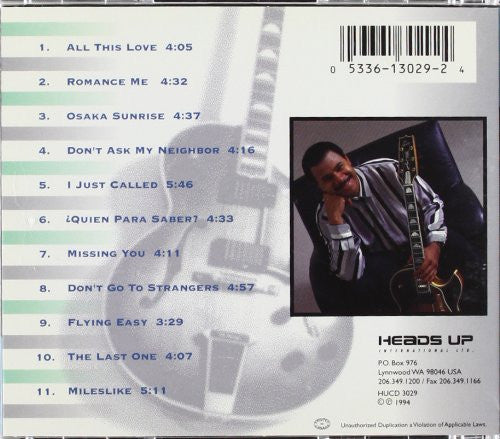 1. ALL THIS LOVE 4:05
2. ROMANCE ME 4:32
3. OSAKA SUNRISE 4:37
4. DON'T ASK MY NEIGHBOR 4:16
5. I JUST CALLED 5:46
6. ¿QUIEN PARA SABER? 4:33
7. MISSING YOU 4:11
8. DON'T GO TO STRANGERS 4:57
9. FLYING EASY 3:29
10. THE LAST ONE 4:07
11. MILESLIKE 5:11
0 53361-3029-2 4
HEADS UP
INTERNATIONAL LTD.
P.O. Box 976
Lynnwood WA 98046 USA
206.349.1200 / Fax 206.349.1166
HUCD 3029
© ℗ 1994
Unauthorized Duplication a Violation of Applicable Laws.